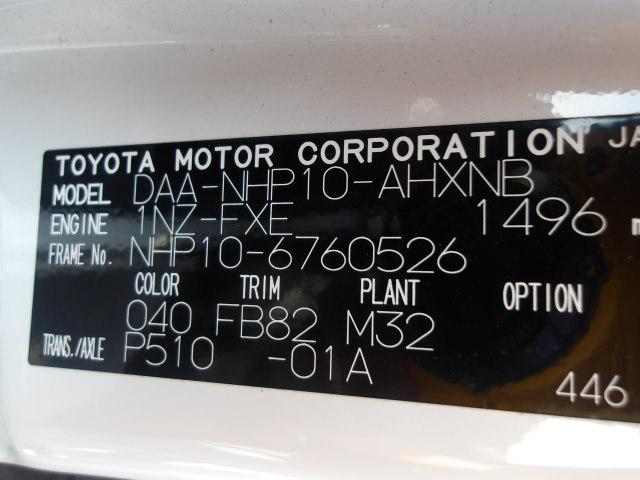 TOYOTA MOTOR CORPORATION JA
MODEL DAA-NHP10-AHXNB
ENGINE 1NZ-FXE 1496 m
FRAME No. NHP10-6760526
COLOR TRIM PLANT OPTION
040 FB82 M32
TRANS./AXLE P510 -01A
446